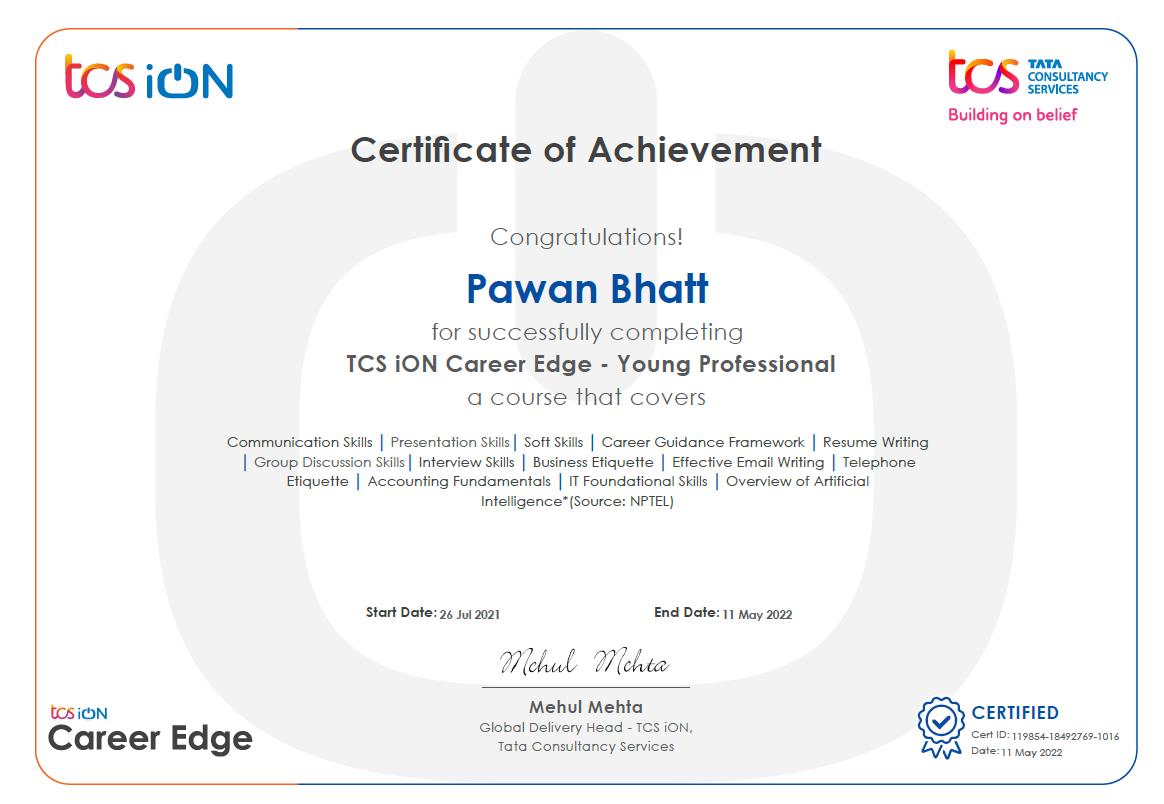 tcs iON
tcs TATA
CONSULTANCY
SERVICES
Building on belief
Certificate of Achievement
Congratulations!
Pawan Bhatt
for successfully completing
TCS iON Career Edge - Young Professional
a course that covers
Communication Skills | Presentation Skills | Soft Skills | Career Guidance Framework | Resume Writing
| Group Discussion Skills | Interview Skills | Business Etiquette | Effective Email Writing | Telephone
Etiquette | Accounting Fundamentals | IT Foundational Skills | Overview of Artificial
Intelligence*(Source: NPTEL)
Start Date: 26 Jul 2021 End Date: 11 May 2022
Mehul Mehta
Mehul Mehta
Global Delivery Head - TCS iON,
Tata Consultancy Services
tcs iON
Career Edge
CERTIFIED
Cert ID: 119854-18492769-1016
Date: 11 May 2022